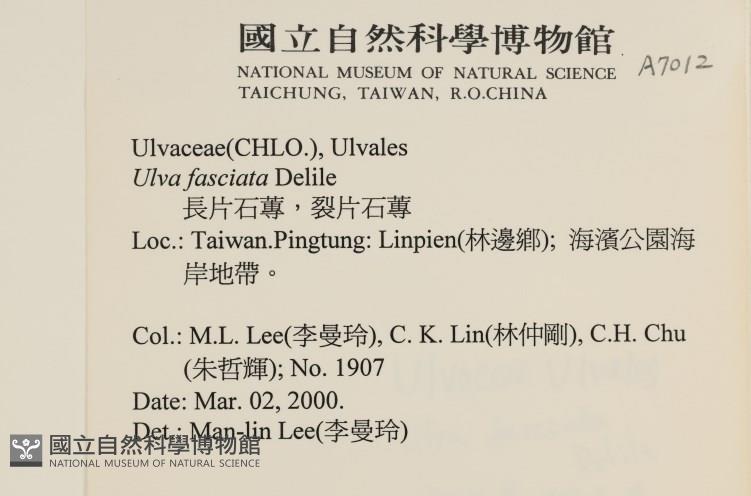 國立自然科學博物館
NATIONAL MUSEUM OF NATURAL SCIENCE
TAICHUNG, TAIWAN, R.O.CHINA
A7012
Ulvaceae(CHLO.), Ulvales
Ulva fasciata Delile
長片石蓴，裂片石蓴
Loc.: Taiwan.Pingtung: Linpien(林邊鄉); 海濱公園海
岸地帶。
Col.: M.L. Lee(李曼玲), C. K. Lin(林仲剛), C.H. Chu
(朱哲輝); No. 1907
Date: Mar. 02, 2000.
Det.: Man-lin Lee(李曼玲)
國立自然科學博物館
NATIONAL MUSEUM OF NATURAL SCIENCE